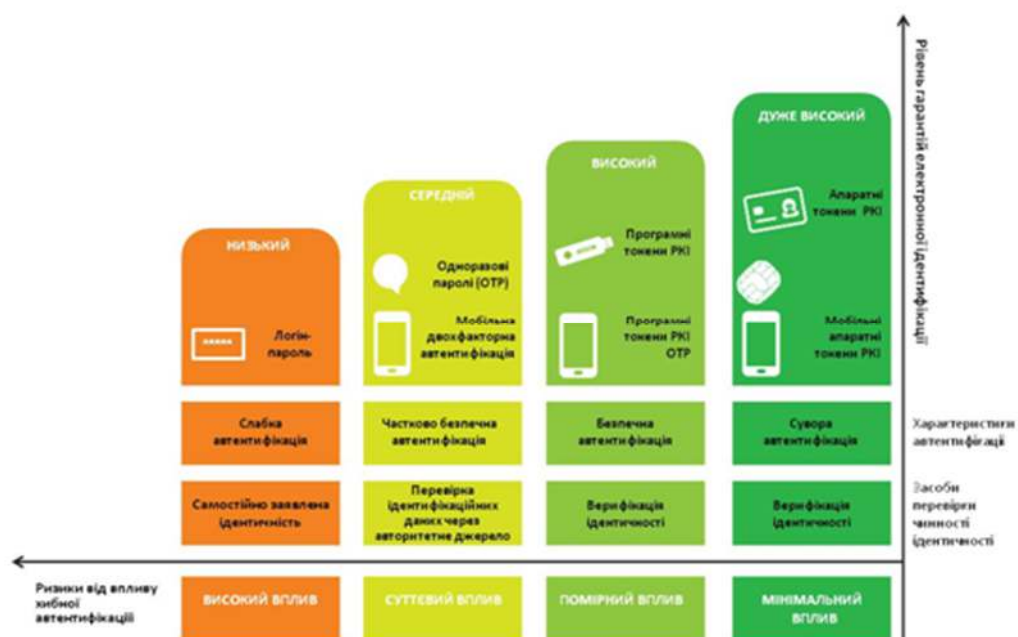 НИЗЬКИЙ
Логін-
пароль
Слабка
автентифікація
Самостійно заявлена
ідентичність
ВИСОКИЙ ВПЛИВ
СЕРЕДНІЙ
Одноразові
паролі (OTP)
Мобільна
двохфакторна
автентифікація
Частково безпечна
автентифікація
Перевірка
ідентифікаційних
даних через
авторитетне джерело
СУТТЄВИЙ ВПЛИВ
ВИСОКИЙ
Програмні
токени PKI
Програмні
токени PKI
OTP
Безпечна
автентифікація
Верифікація
ідентичності
ПОМІРНИЙ ВПЛИВ
ДУЖЕ ВИСОКИЙ
Апаратні
токени PKI
Мобільні
апаратні
токени PKI
Сувора
автентифікація
Верифікація
ідентичності
МІНІМАЛЬНИЙ
ВПЛИВ
Рівень гарантій електронної ідентифікації
Характеристики
автентифігації
Засоби
перевірки
чинності
ідентичності
Ризики від впливу
хибної
автентифікаціії